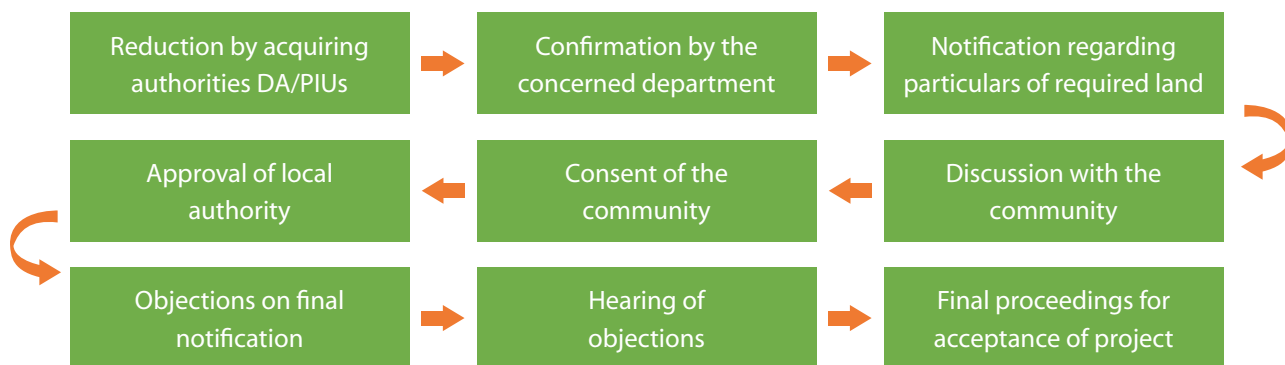 Reduction by acquiring
authorities DA/PIUs
Confirmation by the
concerned department
Notification regarding
particulars of required land
Discussion with the
community
Consent of the
community
Approval of local
authority
Objections on final
notification
Hearing of
objections
Final proceedings for
acceptance of project